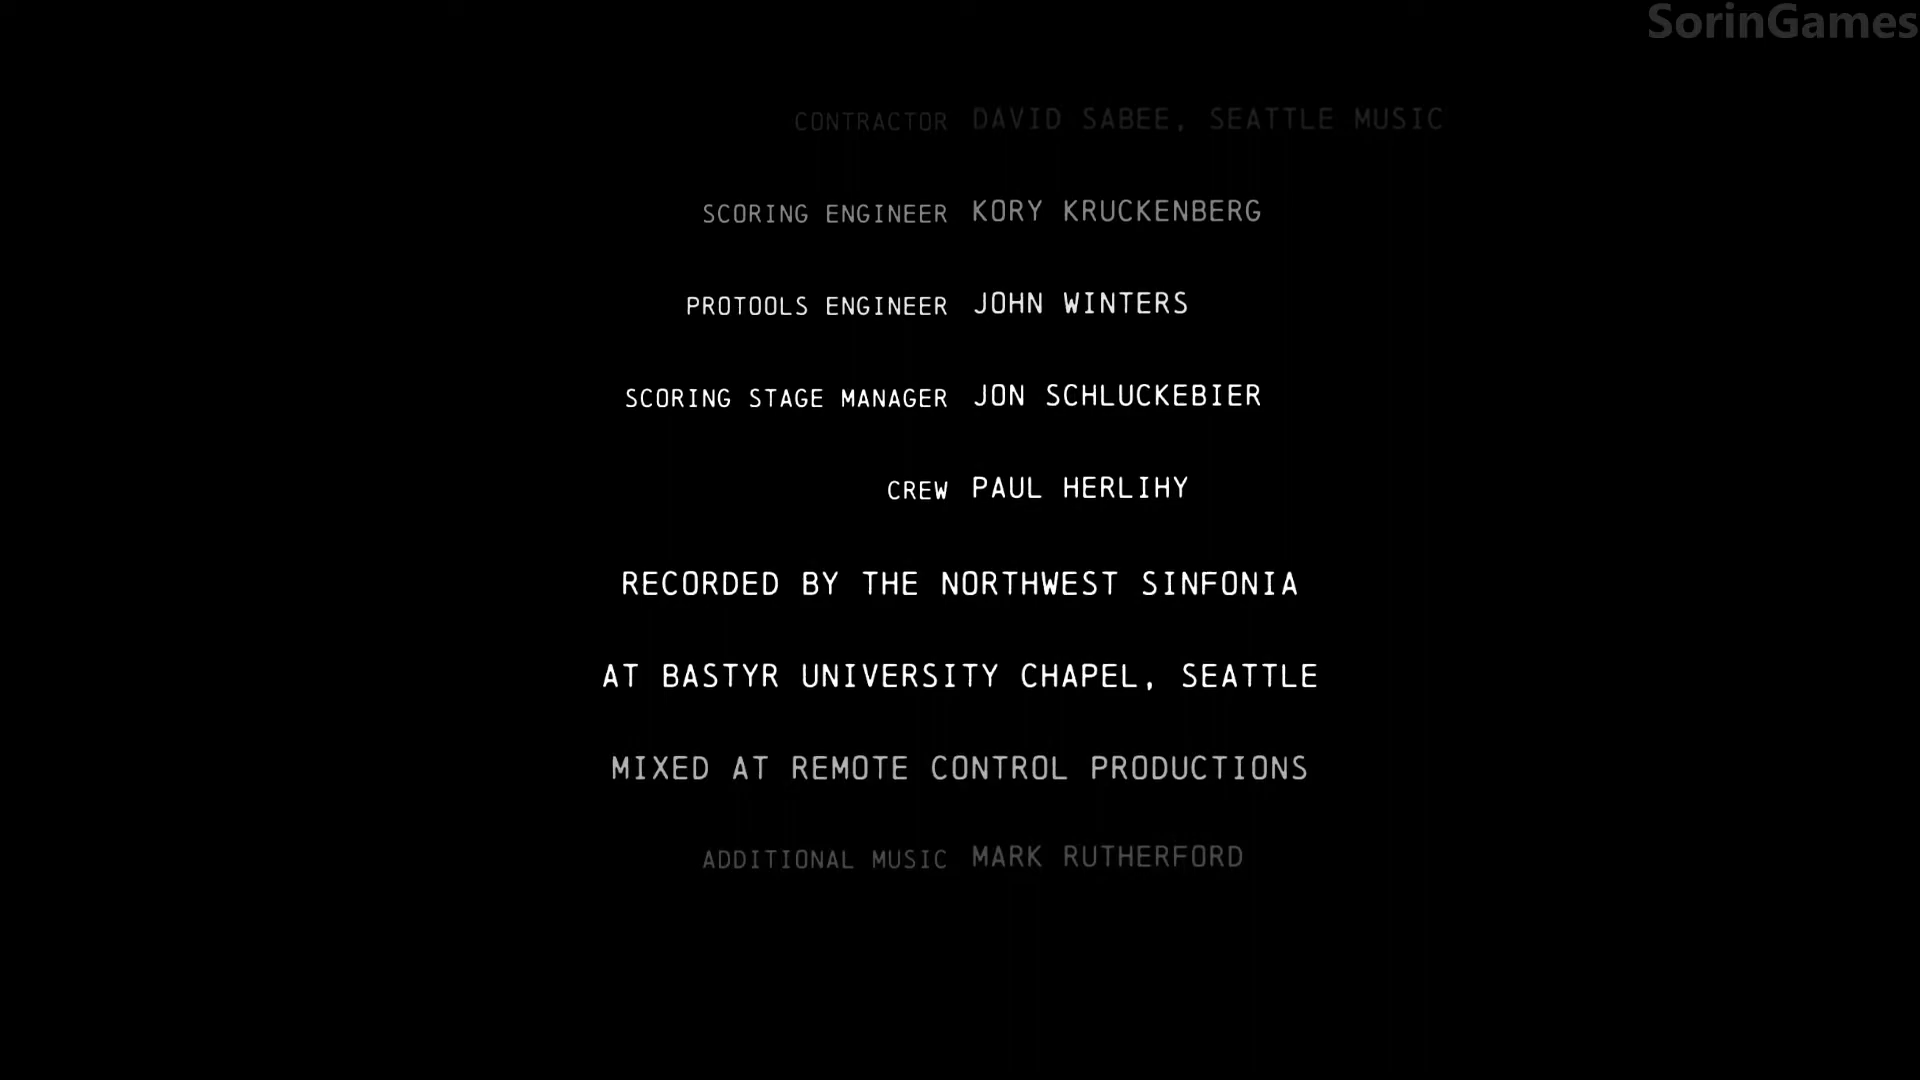 SorinGames
CONTRACTOR DAVID SABEE, SEATTLE MUSIC
SCORING ENGINEER KORY KRUCKENBERG
PROTOOLS ENGINEER JOHN WINTERS
SCORING STAGE MANAGER JON SCHLUCKEBIER
CREW PAUL HERLIHY
RECORDED BY THE NORTHWEST SINFONIA
AT BASTYR UNIVERSITY CHAPEL, SEATTLE
MIXED AT REMOTE CONTROL PRODUCTIONS
ADDITIONAL MUSIC MARK RUTHERFORD